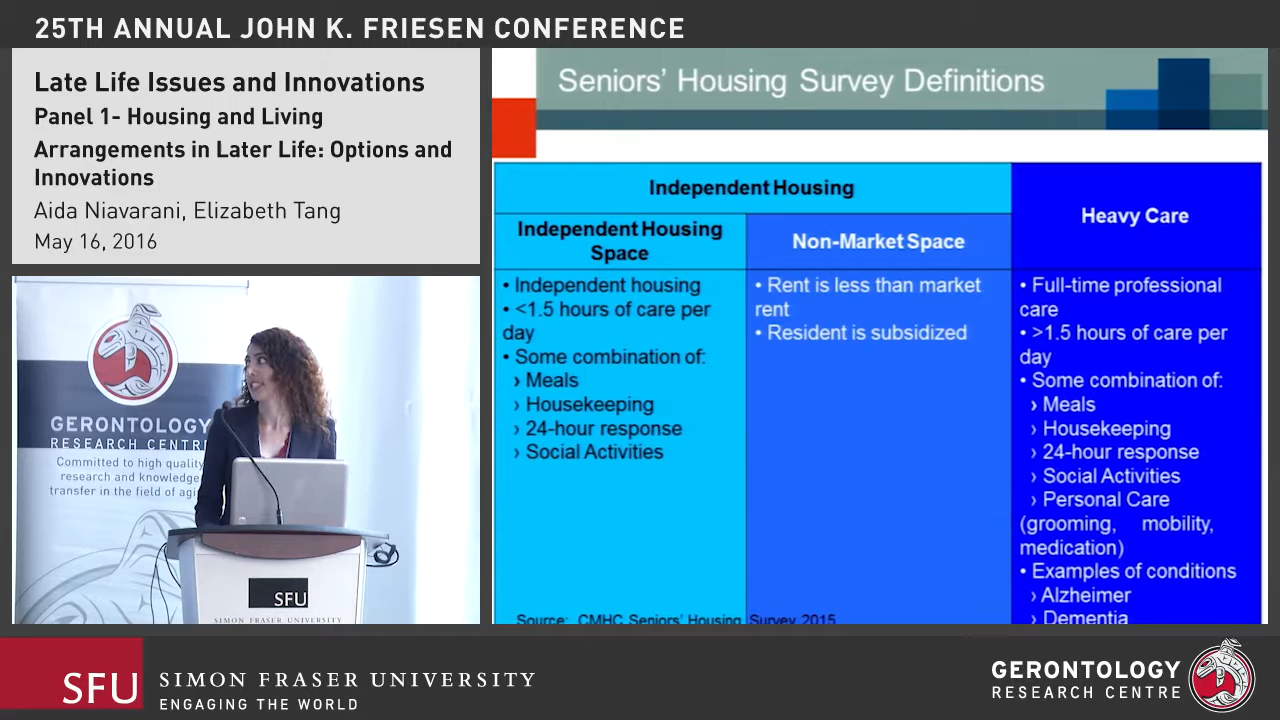 25TH ANNUAL JOHN K. FRIESEN CONFERENCE
Late Life Issues and Innovations
Panel 1- Housing and Living
Arrangements in Later Life: Options and
Innovations
Aida Niavarani, Elizabeth Tang
May 16, 2016
Seniors' Housing Survey Definitions
Independent Housing
Independent Housing
Space
• Independent housing
• <1.5 hours of care per
day
• Some combination of:
› Meals
› Housekeeping
› 24-hour response
› Social Activities
Non-Market Space
• Rent is less than market
rent
• Resident is subsidized
Heavy Care
• Full-time professional
care
• >1.5 hours of care per
day
• Some combination of:
› Meals
› Housekeeping
› 24-hour response
› Social Activities
› Personal Care
(grooming, mobility,
medication)
• Examples of conditions
› Alzheimer
› Dementia
Source: CMHC Seniors' Housing Survey 2015
GERONTOLOGY
RESEARCH CENTRE
Committed to high quality
research and knowledge
transfer in the field of
SFU
SIMON FRASER UNIVERSITY
SFU
SIMON FRASER UNIVERSITY
ENGAGING THE WORLD
GERONTOLOGY
RESEARCH CENTRE